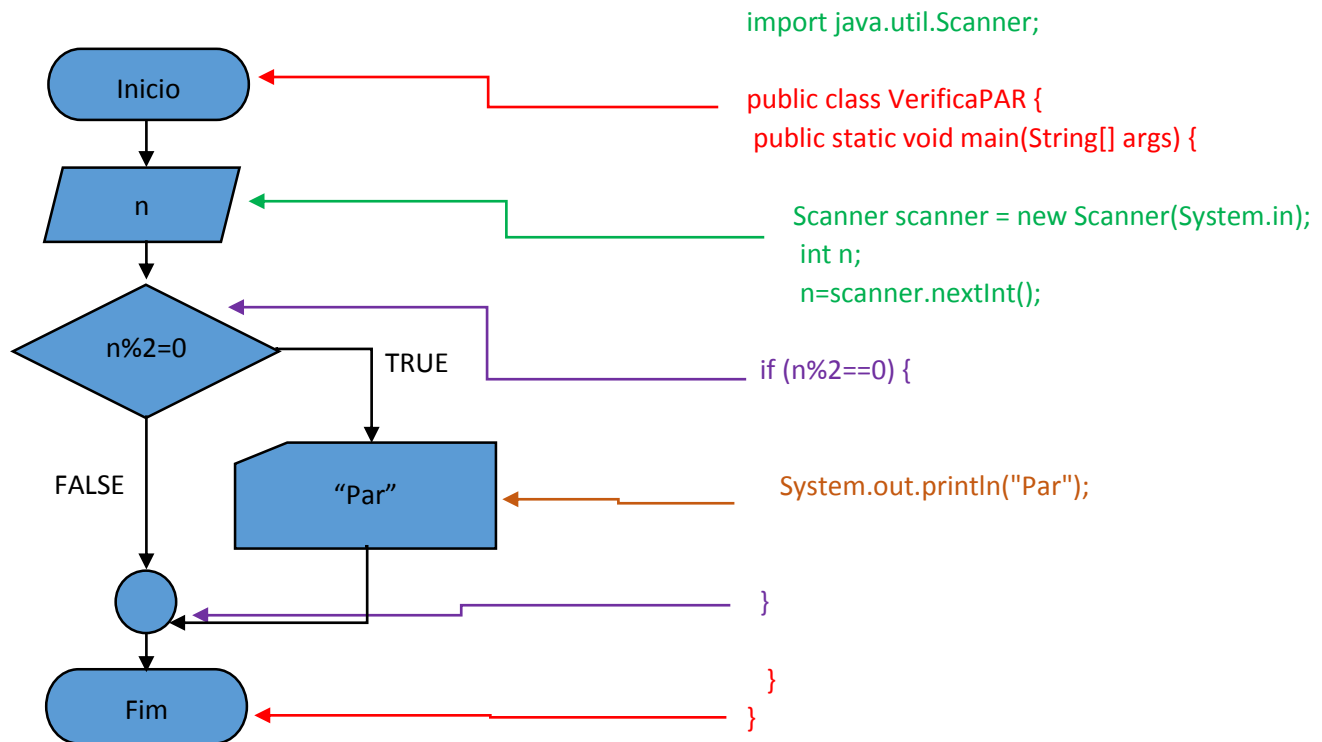 import java.util.Scanner;
Inicio
public class VerificaPAR {
public static void main(String[] args) {
n
Scanner scanner = new Scanner(System.in);
int n;
n=scanner.nextInt();
n%2=0
TRUE
if (n%2==0) {
FALSE
“Par”
System.out.println("Par");
}
}
Fim
}